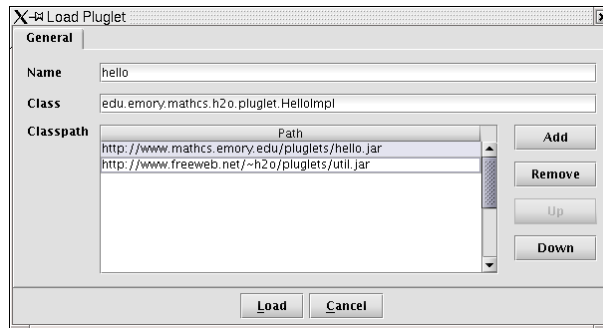 Load Pluglet
General
Name hello
Class edu.emory.mathcs.h2o.pluglet.HelloImpl
Classpath Path
http://www.mathcs.emory.edu/pluglets/hello.jar
http://www.freeweb.net/~h2o/pluglets/util.jar
Add
Remove
Up
Down
Load Cancel